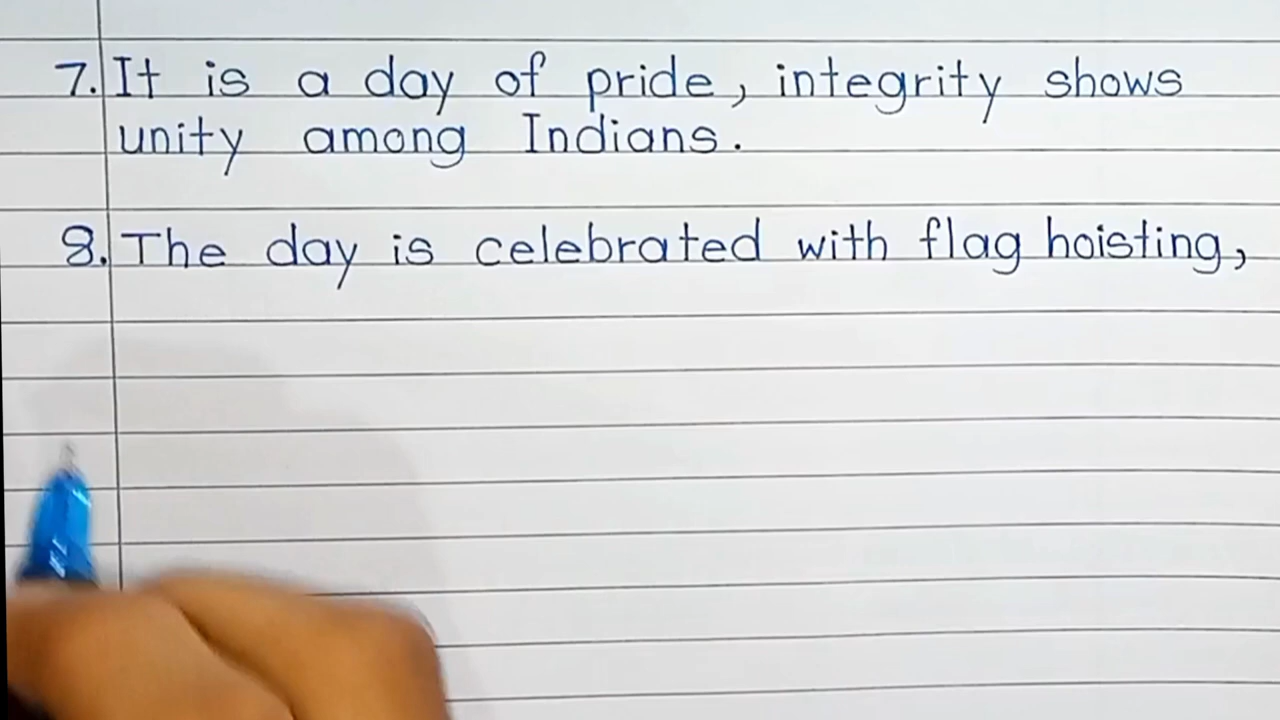 7. It is a day of pride, integrity shows
unity among Indians.
8. The day is celebrated with flag hoisting,